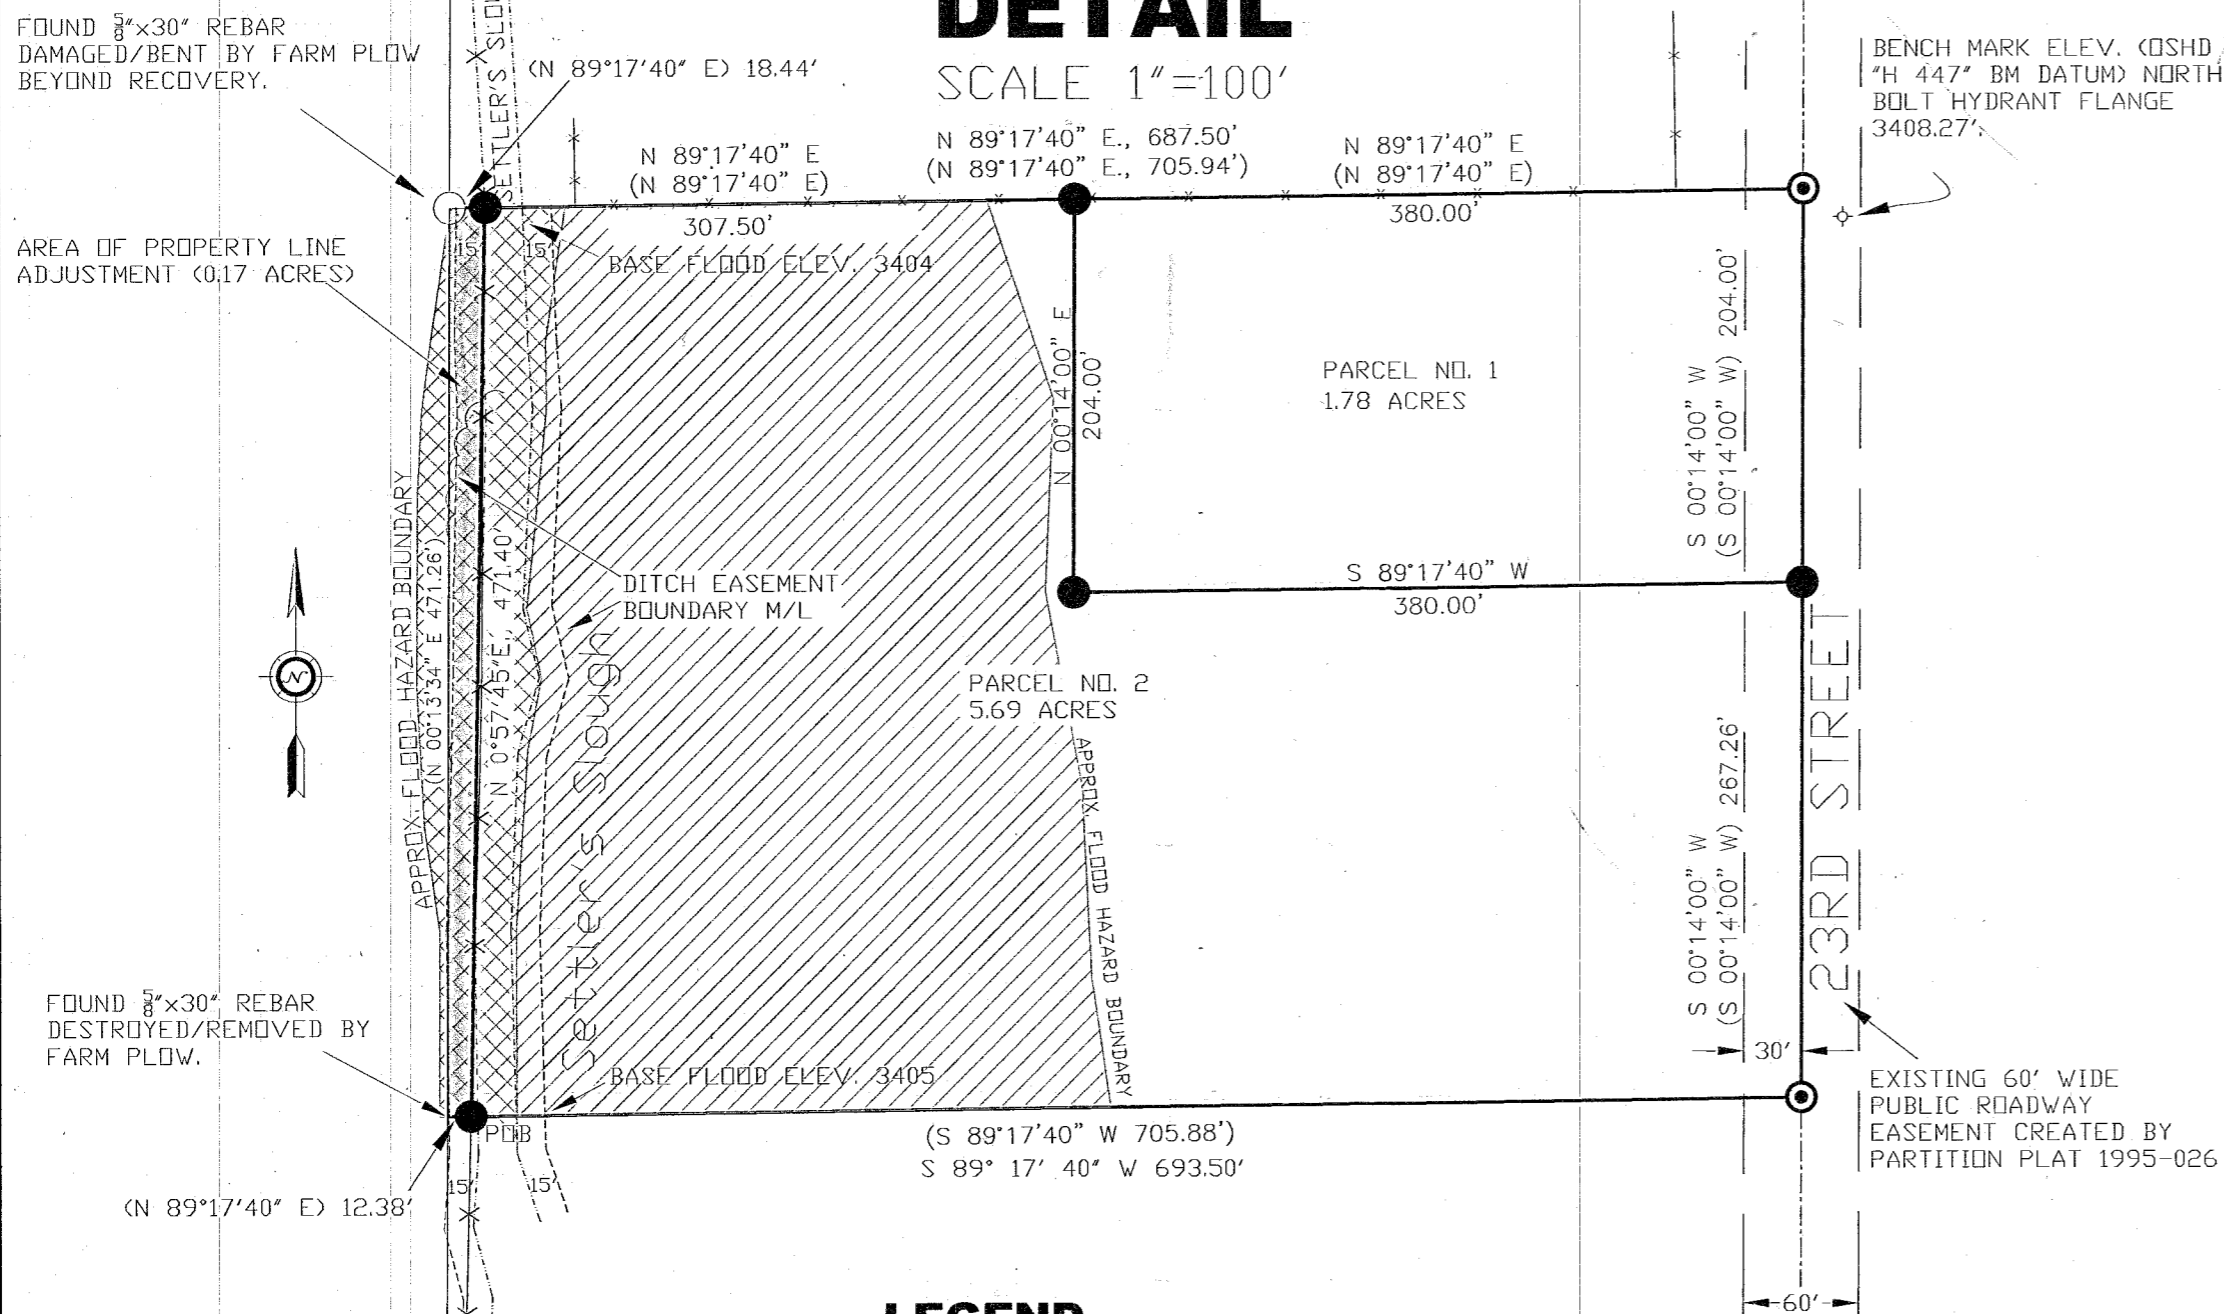 DETAIL
SCALE 1"=100'
FOUND 5/8"x30" REBAR
DAMAGED/BENT BY FARM PLOW
BEYOND RECOVERY.
(N 89°17'40" E) 18.44'
N 89°17'40" E
(N 89°17'40" E)
307.50'
N 89°17'40" E., 687.50'
(N 89°17'40" E., 705.94')
N 89°17'40" E
(N 89°17'40" E)
380.00'
BENCH MARK ELEV. (OSHD
"H 447" BM DATUM) NORTH
BOLT HYDRANT FLANGE
3408.27'.
AREA OF PROPERTY LINE
ADJUSTMENT (0.17 ACRES)
15'
15'
BASE FLOOD ELEV. 3404
N 00°14'00" E
204.00'
PARCEL NO. 1
1.78 ACRES
S 00°14'00" W
(S 00°14'00" W) 204.00'
APPROX. FLOOD HAZARD BOUNDARY
(N 00°13'34" E 471.26')
N 0°57'45"E., 471.40'
DITCH EASEMENT
BOUNDARY M/L
S 89°17'40" W
380.00'
N
Settler's Slough
PARCEL NO. 2
5.69 ACRES
APPROX. FLOOD HAZARD BOUNDARY
S 00°14'00" W
(S 00°14'00" W) 267.26'
23RD STREET
FOUND 5/8"x30" REBAR
DESTROYED/REMOVED BY
FARM PLOW.
BASE FLOOD ELEV. 3405
30'
POB
(S 89°17'40" W 705.88')
S 89° 17' 40" W 693.50'
EXISTING 60' WIDE
PUBLIC ROADWAY
EASEMENT CREATED BY
PARTITION PLAT 1995-026
15'
15'
(N 89°17'40" E) 12.38'
60'
LEGEND